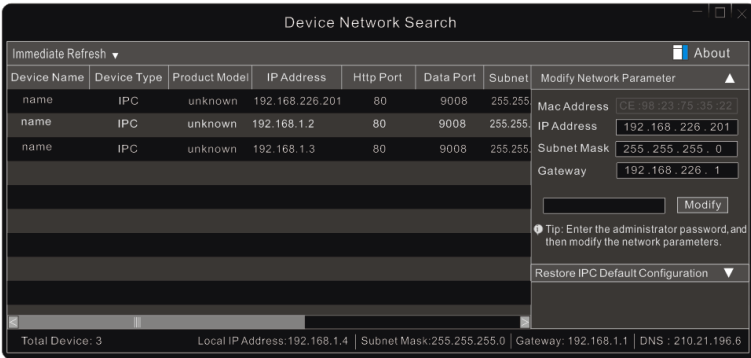 Device Network Search
Immediate Refresh
About
Device Name Device Type Product Model IP Address Http Port Data Port Subnet
name IPC unknown 192.168.226.201 80 9008 255.255.
name IPC unknown 192.168.1.2 80 9008 255.255.
name IPC unknown 192.168.1.3 80 9008 255.255.
Modify Network Parameter
Mac Address CE:98:23:75:35:22
IP Address 192.168.226.201
Subnet Mask 255.255.255.0
Gateway 192.168.226.1
Modify
Tip: Enter the administrator password, and
then modify the network parameters.
Restore IPC Default Configuration
Total Device: 3 Local IP Address:192.168.1.4 Subnet Mask:255.255.255.0 Gateway: 192.168.1.1 DNS : 210.21.196.6